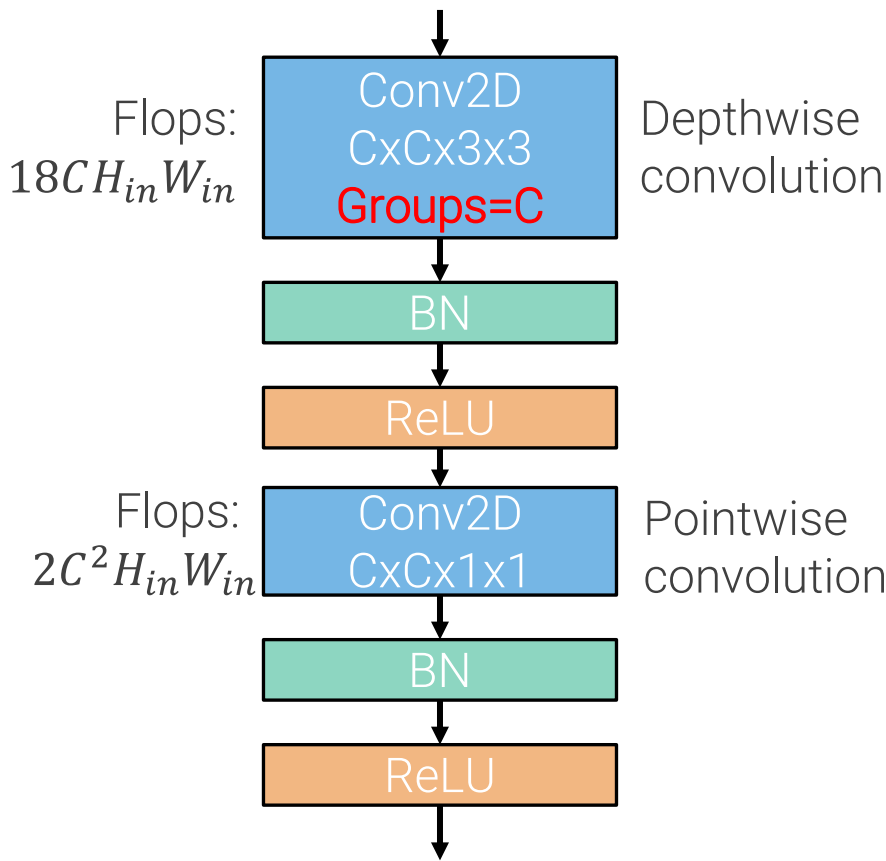 Flops:
18CH_{in}W_{in}
Conv2D
CxCx3x3
Groups=C
Depthwise
convolution
BN
ReLU
Flops:
2C^2H_{in}W_{in}
Conv2D
CxCx1x1
Pointwise
convolution
BN
ReLU